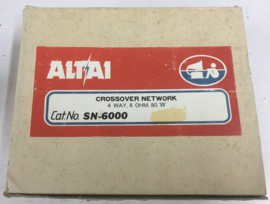 ALTAI
CROSSOVER NETWORK
4 WAY, 8 OHM, 80 W
Cat No. SN-6000